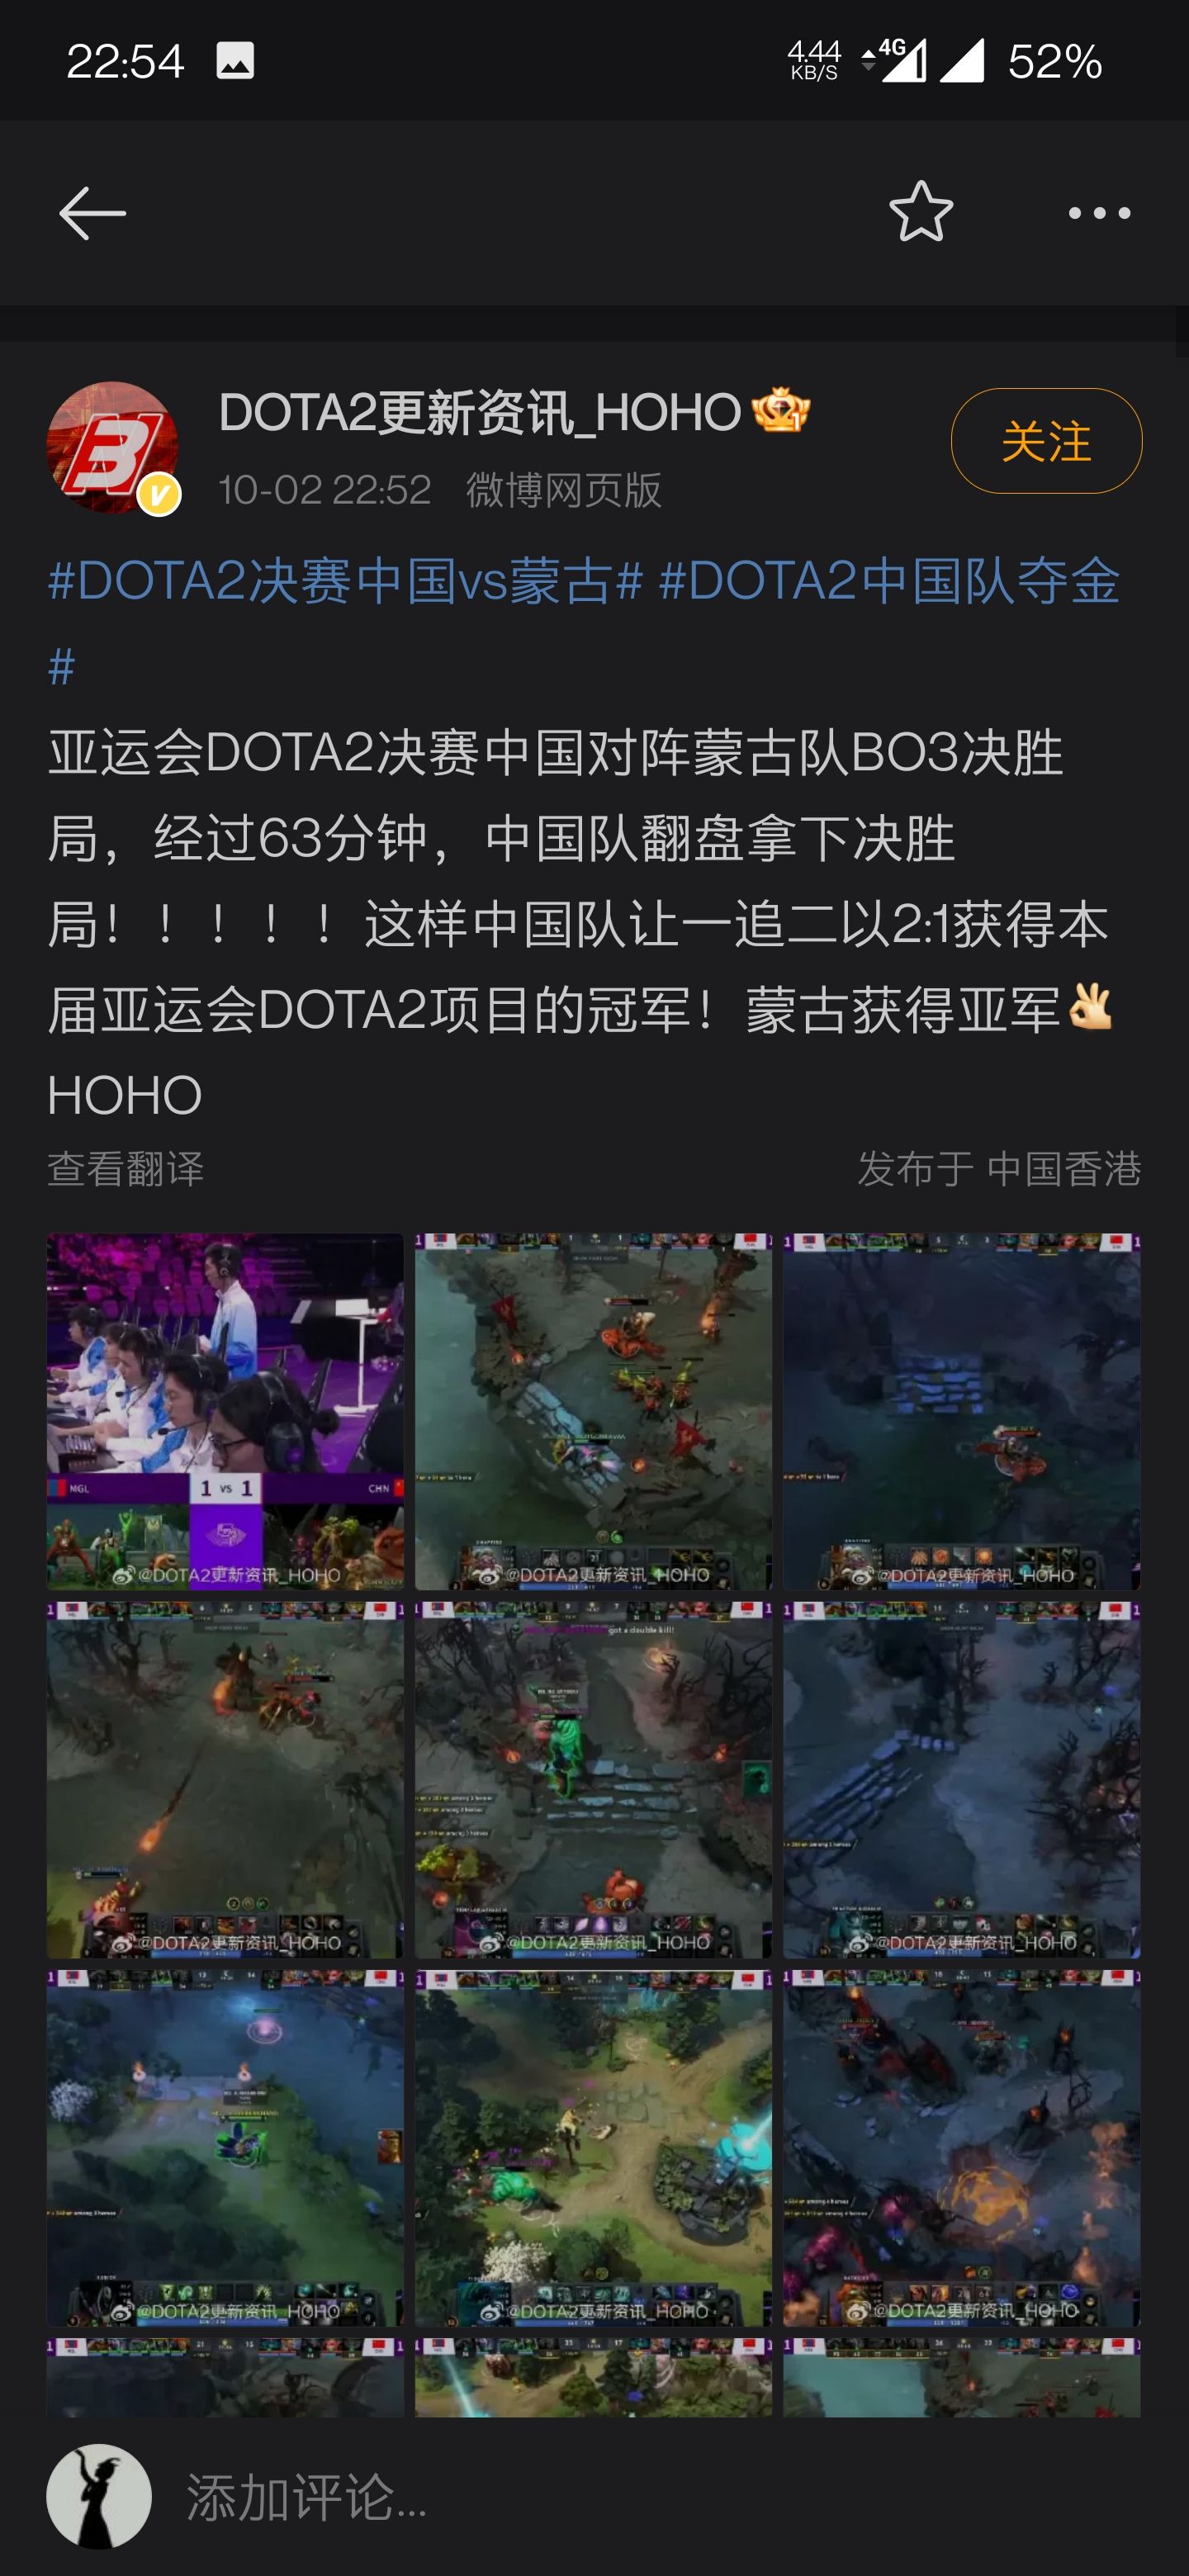 22:54
4.44
KB/S
4G
52%
DOTA2更新资讯_HOHO
1
关注
V
10-02 22:52 微博网页版
#DOTA2决赛中国vs蒙古# #DOTA2中国队夺金
#
亚运会DOTA2决赛中国对阵蒙古队BO3决胜
局，经过63分钟，中国队翻盘拿下决胜
局！！！！！这样中国队让一追二以2:1获得本
届亚运会DOTA2项目的冠军！蒙古获得亚军👌
HOHO
查看翻译
发布于 中国香港
MGL
1 VS 1
CHN
@DOTA2更新资讯_HOHO
@DOTA2更新资讯_HOHO
@DOTA2更新资讯_HOHO
got a double kill!
@DOTA2更新资讯_HOHO
@DOTA2更新资讯_HOHO
@DOTA2更新资讯_HOHO
@DOTA2更新资讯_HOHO
@DOTA2更新资讯_HOHO
@DOTA2更新资讯_HOHO
添加评论...